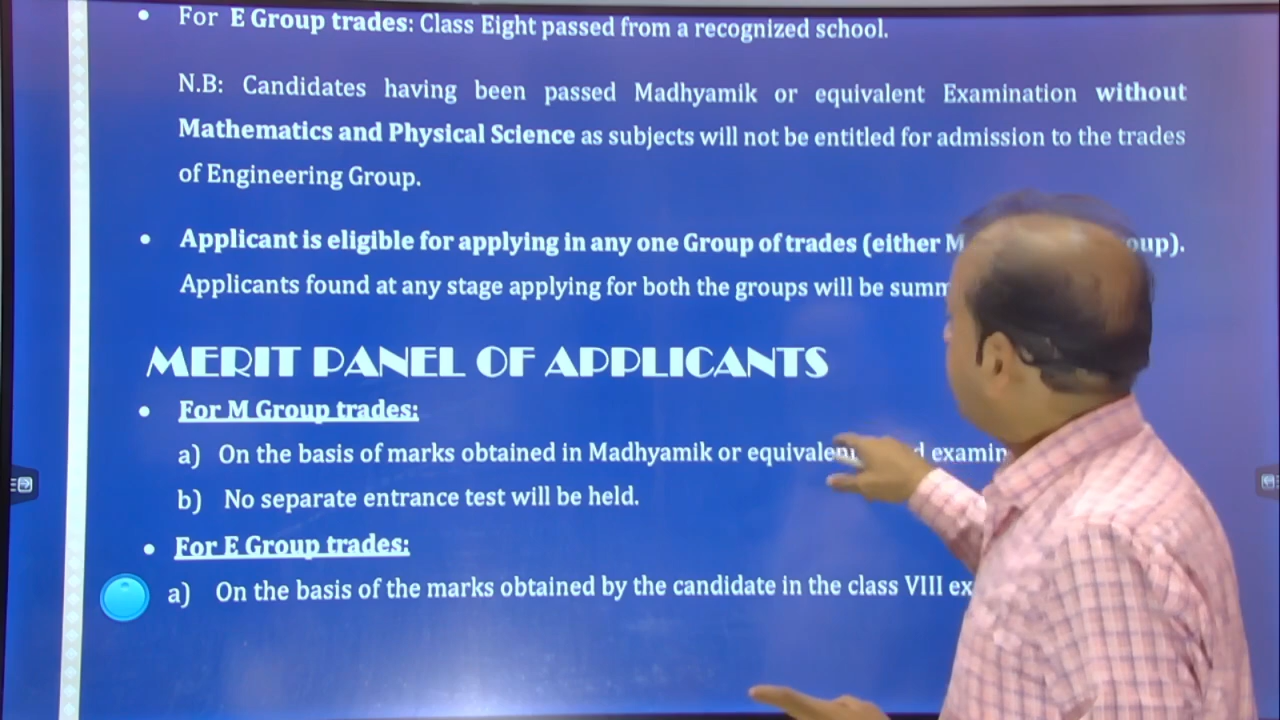 • For E Group trades: Class Eight passed from a recognized school.
N.B: Candidates having been passed Madhyamik or equivalent Examination without
Mathematics and Physical Science as subjects will not be entitled for admission to the trades
of Engineering Group.
• Applicant is eligible for applying in any one Group of trades (either M
Applicants found at any stage applying for both the groups will be
MERIT PANEL OF APPLICANTS
• For M Group trades:
a) On the basis of marks obtained in Madhyamik or
b) No separate entrance test will be held.
• For E Group trades:
a) On the basis of the marks obtained by the candidate in the class VIII